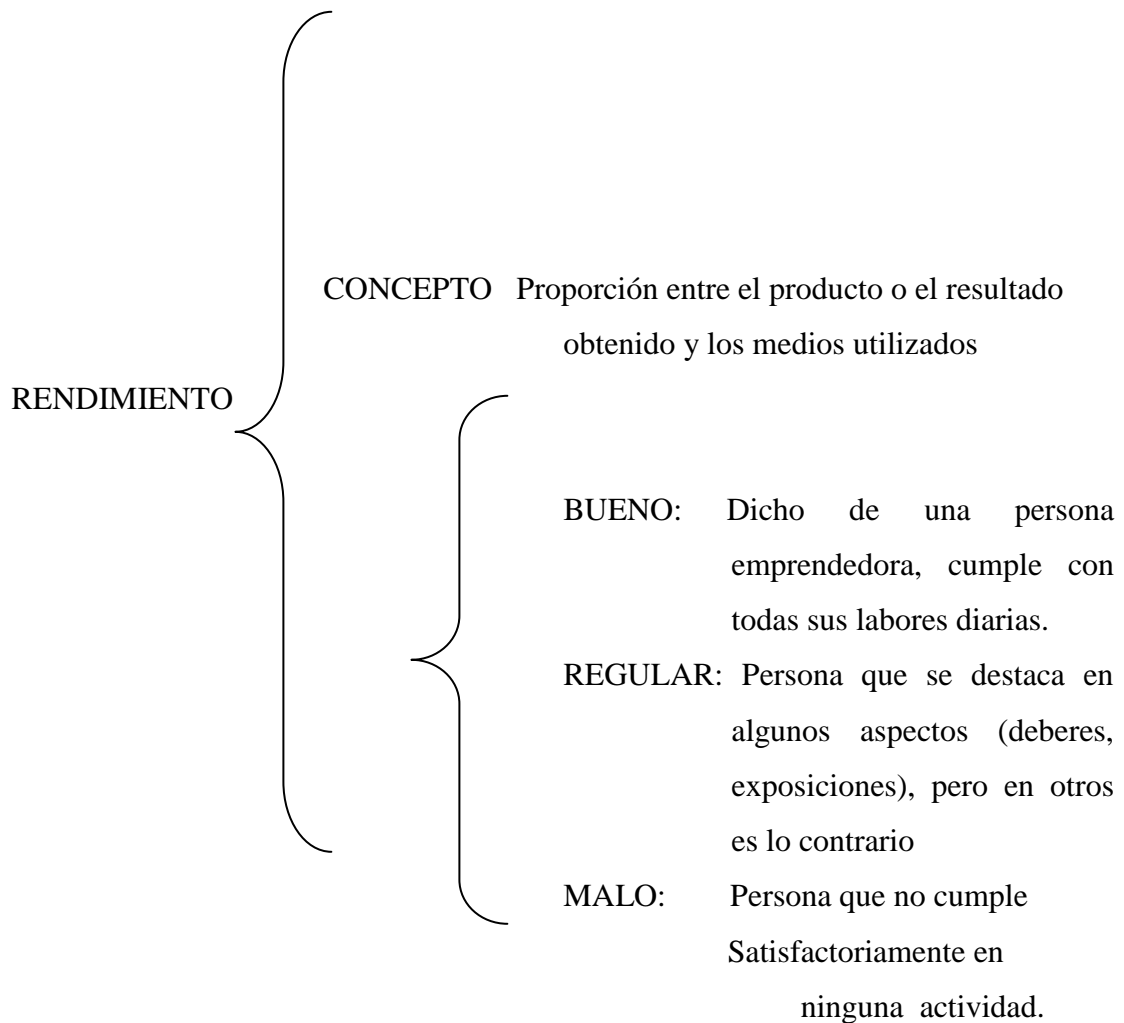 CONCEPTO Proporción entre el producto o el resultado
obtenido y los medios utilizados
RENDIMIENTO
BUENO: Dicho de una persona
emprendedora, cumple con
todas sus labores diarias.
REGULAR: Persona que se destaca en
algunos aspectos (deberes,
exposiciones), pero en otros
es lo contrario
MALO: Persona que no cumple
Satisfactoriamente en
ninguna actividad.